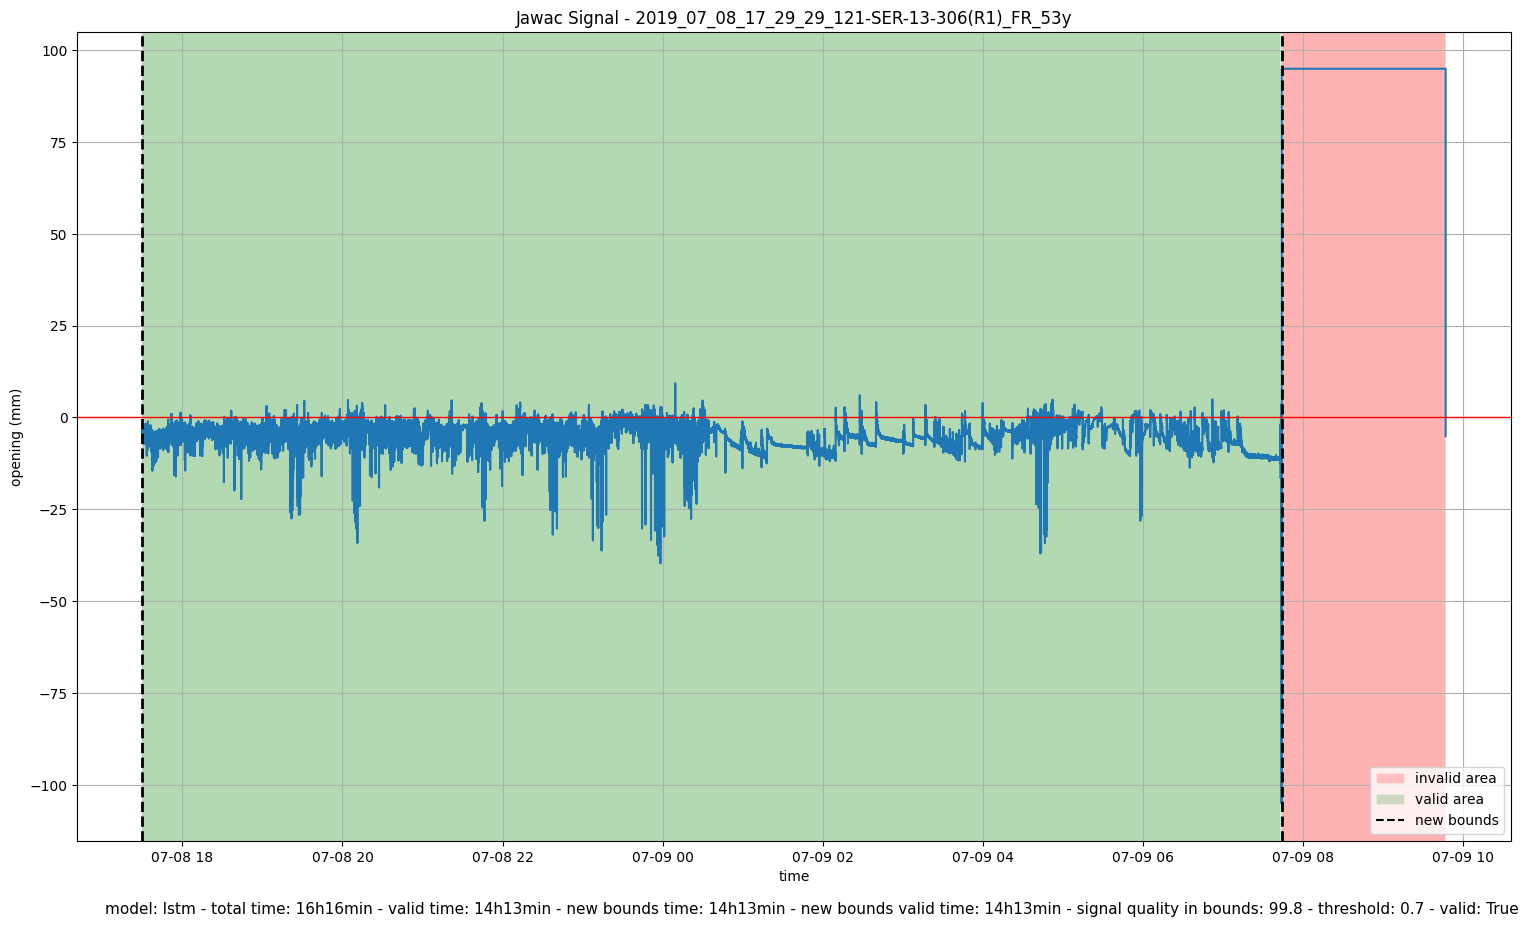 Jawac Signal - 2019_07_08_17_29_29_121-SER-13-306(R1)_FR_53y
100
75
50
25
0
−25
−50
−75
−100
opening (mm)
07-08 18
07-08 20
07-08 22
07-09 00
07-09 02
07-09 04
07-09 06
07-09 08
07-09 10
time
invalid area
valid area
new bounds
model: lstm - total time: 16h16min - valid time: 14h13min - new bounds time: 14h13min - new bounds valid time: 14h13min - signal quality in bounds: 99.8 - threshold: 0.7 - valid: True